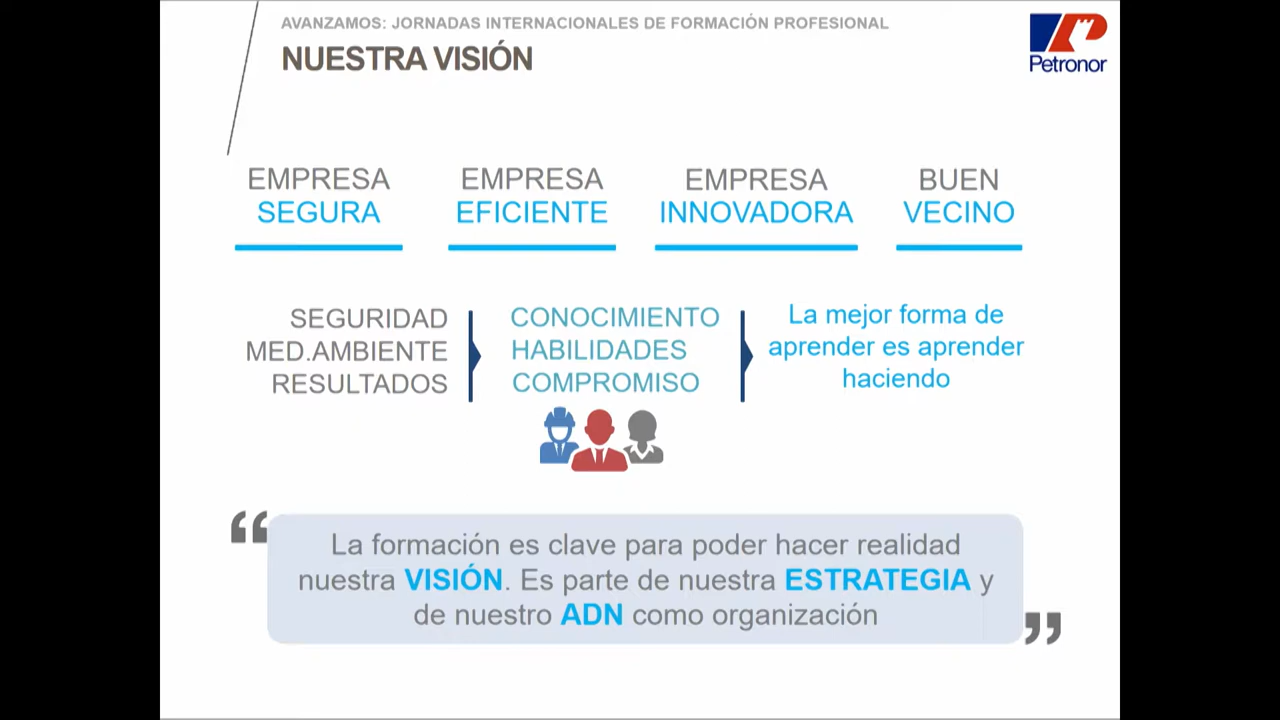 AVANZAMOS: JORNADAS INTERNACIONALES DE FORMACIÓN PROFESIONAL
NUESTRA VISIÓN
Petronor
EMPRESA
SEGURA
EMPRESA
EFICIENTE
EMPRESA
INNOVADORA
BUEN
VECINO
SEGURIDAD
MED.AMBIENTE
RESULTADOS
CONOCIMIENTO
HABILIDADES
COMPROMISO
La mejor forma de
aprender es aprender
haciendo
“La formación es clave para poder hacer realidad
nuestra VISIÓN. Es parte de nuestra ESTRATEGIA y
de nuestro ADN como organización”